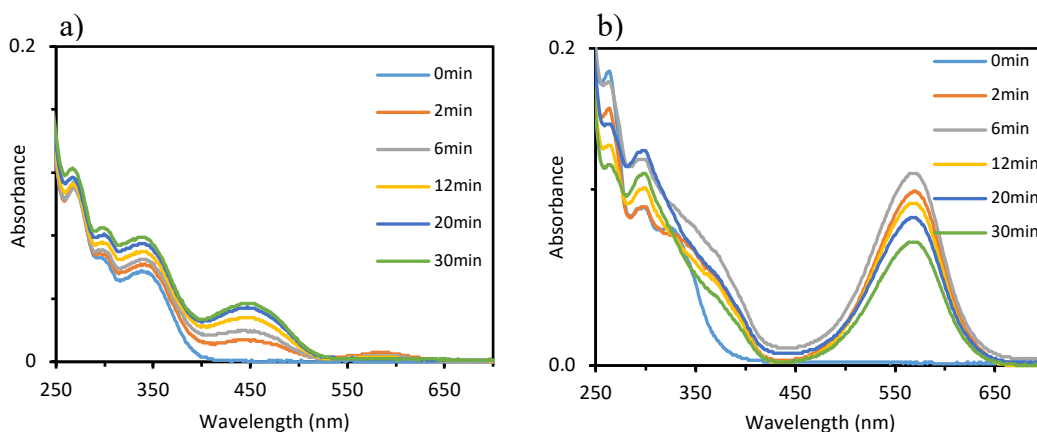 a)
0.2
0min
2min
6min
12min
20min
30min
Absorbance
0
250 350 450 550 650
Wavelength (nm)
b)
0.2
0min
2min
6min
12min
20min
30min
Absorbance
0.0
250 350 450 550 650
Wavelength (nm)